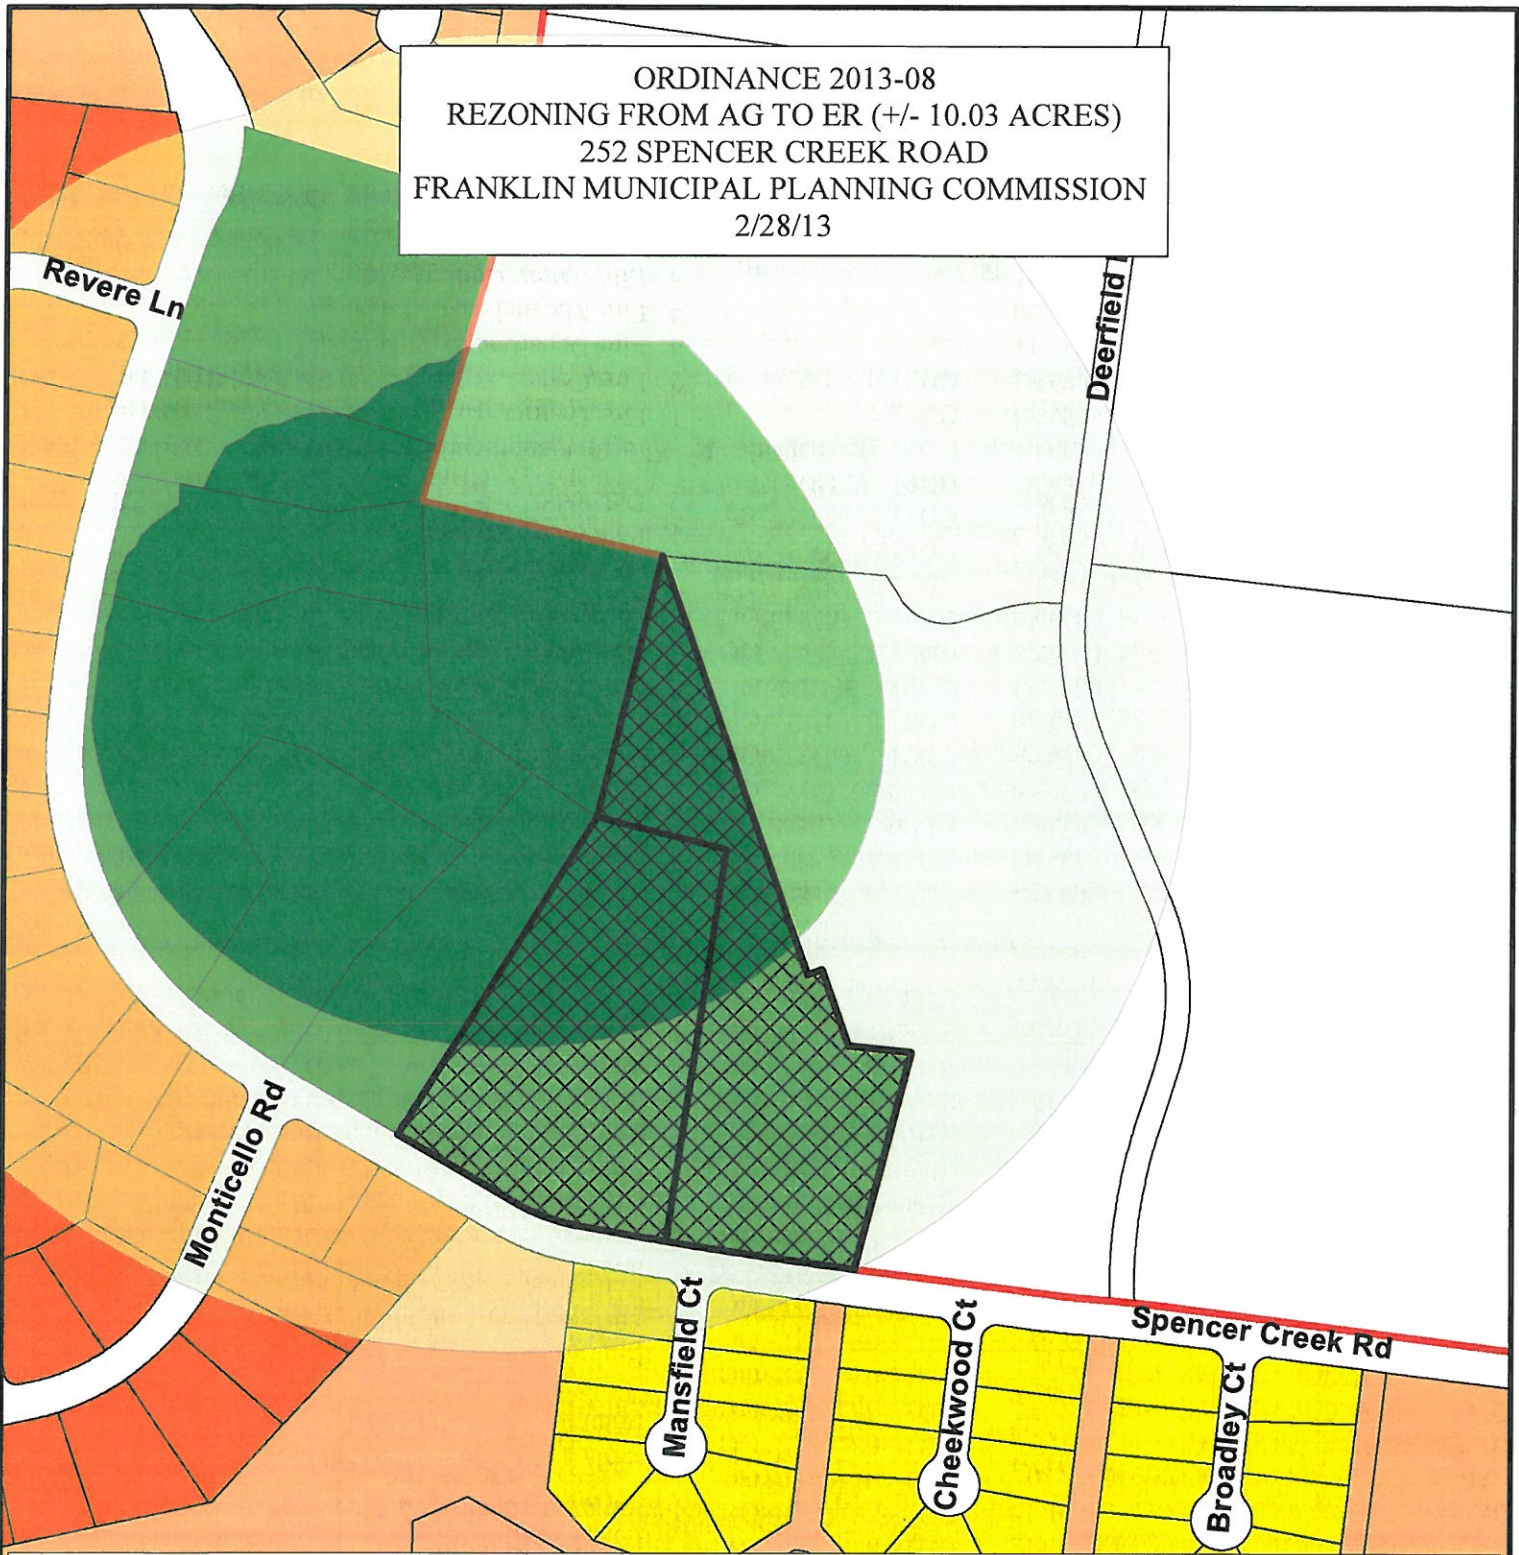 ORDINANCE 2013-08
REZONING FROM AG TO ER (+/- 10.03 ACRES)
252 SPENCER CREEK ROAD
FRANKLIN MUNICIPAL PLANNING COMMISSION
2/28/13
Revere Ln
Deerfield
Monticello Rd
Mansfield Ct
Cheekwood Ct
Spencer Creek Rd
Broadley Ct